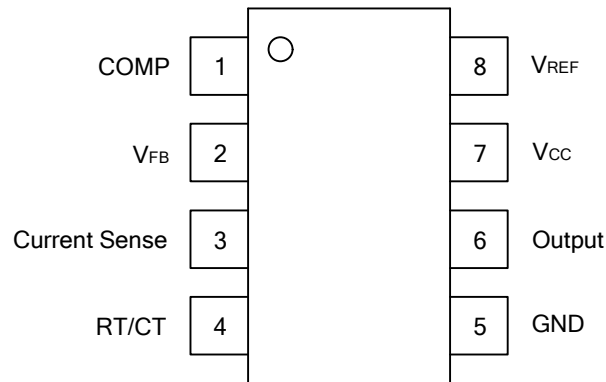 COMP 1 8 VREF
VFB 2 7 VCC
Current Sense 3 6 Output
RT/CT 4 5 GND